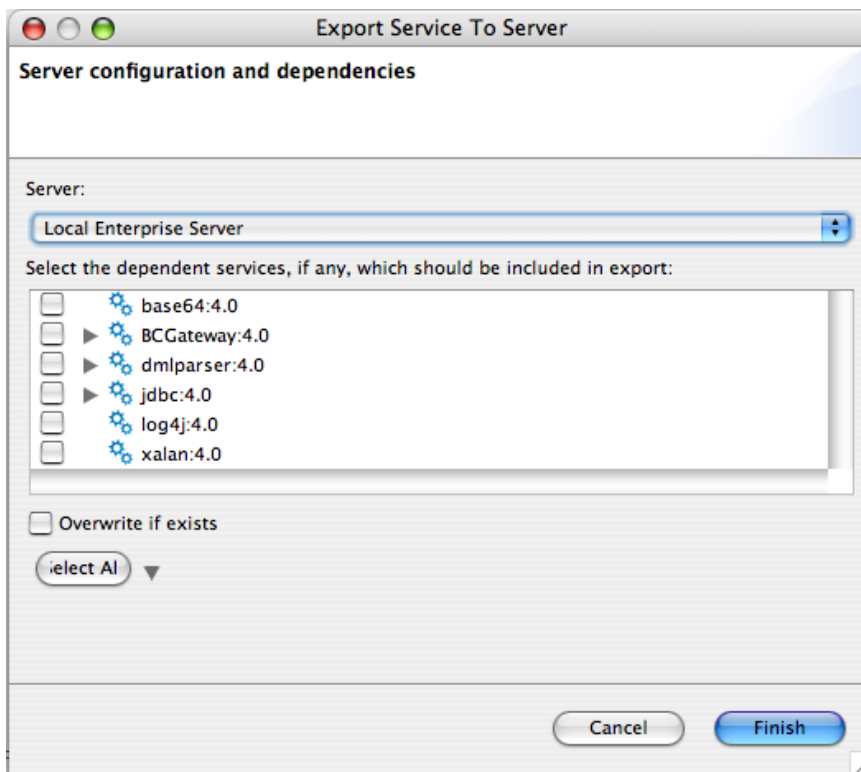 Export Service To Server
Server configuration and dependencies
Server:
Local Enterprise Server
Select the dependent services, if any, which should be included in export:
base64:4.0
BCGateway:4.0
dmlparser:4.0
jdbc:4.0
log4j:4.0
xalan:4.0
Overwrite if exists
Select Al
Cancel Finish